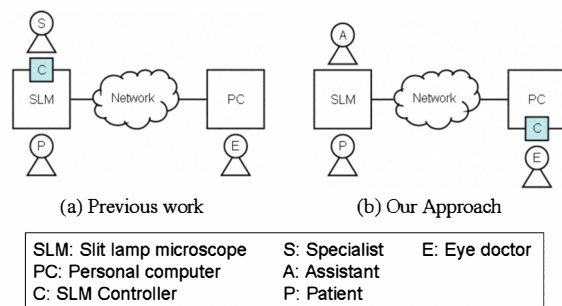 S
C
SLM
Network
PC
P
E
(a) Previous work
A
SLM
Network
PC
C
P
E
(b) Our Approach
SLM: Slit lamp microscope
S: Specialist
E: Eye doctor
PC: Personal computer
A: Assistant
C: SLM Controller
P: Patient